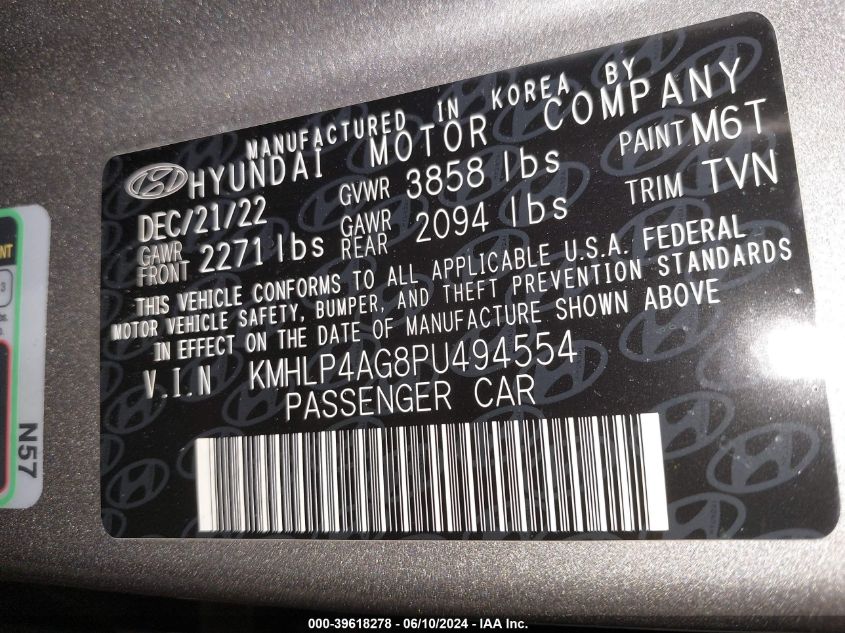 MANUFACTURED IN KOREA BY
HYUNDAI MOTOR COMPANY
DEC/21/22 GVWR 3858 lbs PAINT M6T
GAWR FRONT 2271 lbs GAWR REAR 2094 lbs TRIM TVN
THIS VEHICLE CONFORMS TO ALL APPLICABLE U.S.A. FEDERAL
MOTOR VEHICLE SAFETY, BUMPER, AND THEFT PREVENTION STANDARDS
IN EFFECT ON THE DATE OF MANUFACTURE SHOWN ABOVE
V.I.N KMHLP4AG8PU494554
PASSENGER CAR
N57
000-39618278 - 06/10/2024 - IAA Inc.